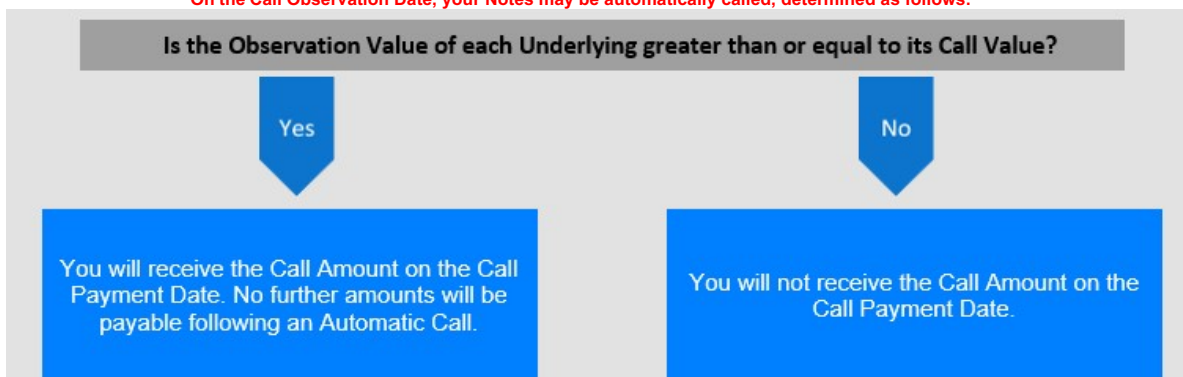 On the Call Observation Date, your Notes may be automatically called, determined as follows:
Is the Observation Value of each Underlying greater than or equal to its Call Value?
Yes
No
You will receive the Call Amount on the Call
Payment Date. No further amounts will be
payable following an Automatic Call.
You will not receive the Call Amount on the
Call Payment Date.